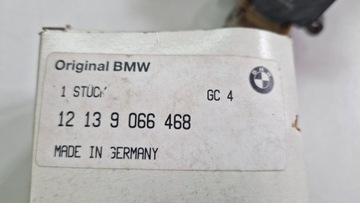 Original BMW
1 STÜCK GC 4
12 13 9 066 468
MADE IN GERMANY